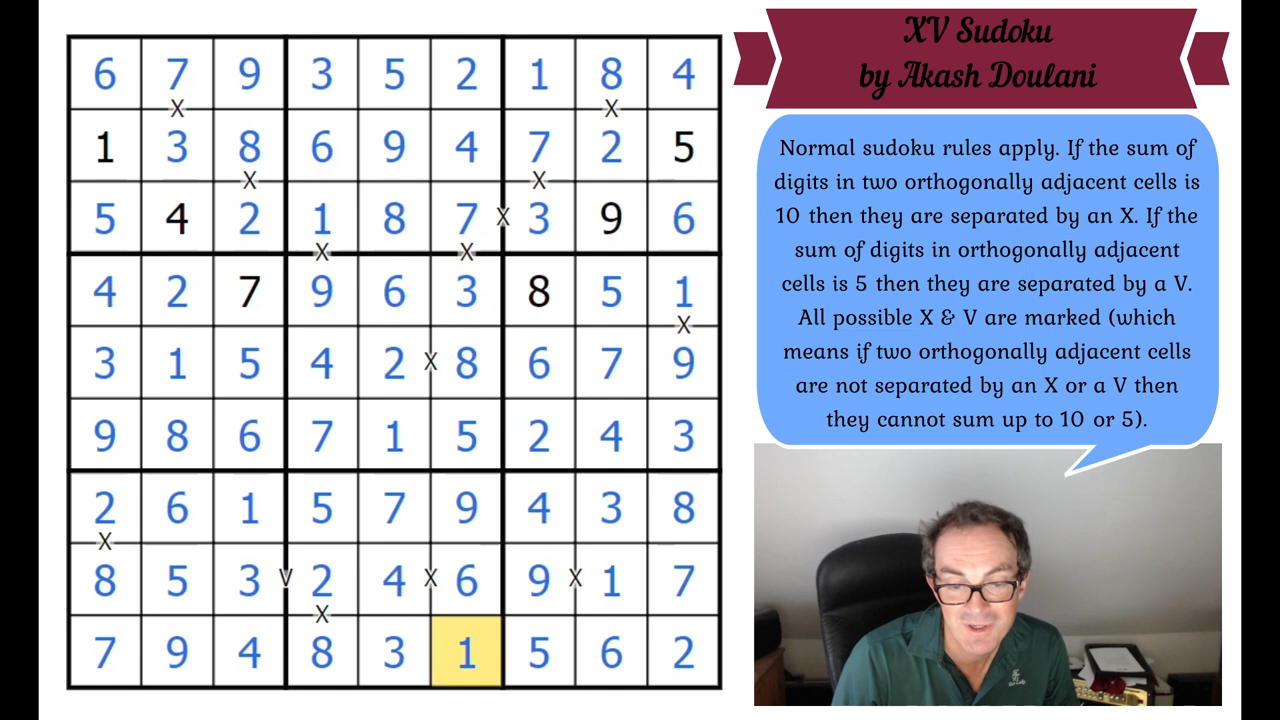 XV Sudoku
by Akash Doulani
Normal sudoku rules apply. If the sum of
digits in two orthogonally adjacent cells is
10 then they are separated by an X. If the
sum of digits in orthogonally adjacent
cells is 5 then they are separated by a V.
All possible X & V are marked (which
means if two orthogonally adjacent cells
are not separated by an X or a V then
they cannot sum up to 10 or 5).
6 7 9 3 5 2 1 8 4
X X
1 3 8 6 9 4 7 2 5
X X
5 4 2 1 8 7 X 3 9 6
X X
4 2 7 9 6 3 8 5 1
X
3 1 5 4 2 X 8 6 7 9
9 8 6 7 1 5 2 4 3
2 6 1 5 7 9 4 3 8
X
8 5 3 V 2 4 X 6 9 X 1 7
X
7 9 4 8 3 1 5 6 2